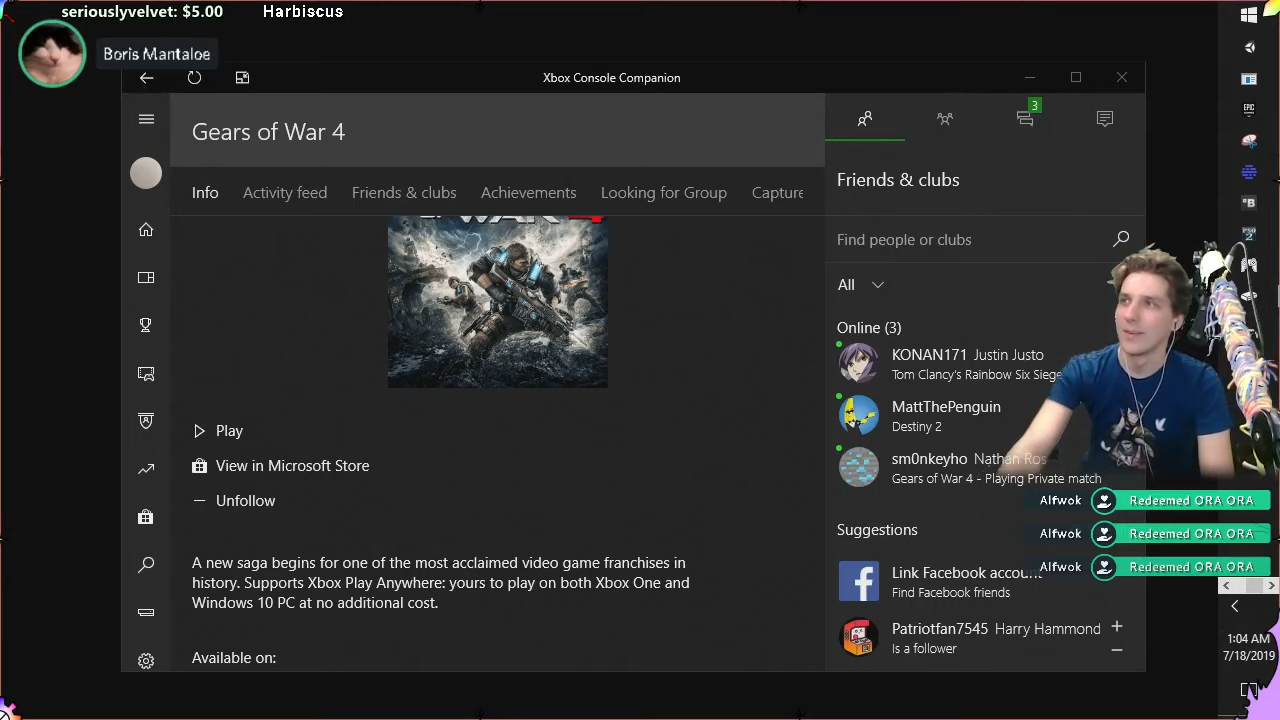 seriouslyvelvet: $5.00
Harbiscus
Boris Mantaloe
Xbox Console Companion
3
Gears of War 4
Info
Activity feed
Friends & clubs
Achievements
Looking for Group
Capture
Friends & clubs
Find people or clubs
All
Online (3)
KONAN171 Justin Justo
Tom Clancy's Rainbow Six Siege
MattThePenguin
Destiny 2
sm0nkeyho Nathan Ros
Gears of War 4 - Playing Private match
Play
View in Microsoft Store
Unfollow
Alfwok Redeemed ORA ORA
Alfwok Redeemed ORA ORA
Alfwok Redeemed ORA ORA
Suggestions
Link Facebook account
Find Facebook friends
Patriotfan7545 Harry Hammond
Is a follower
A new saga begins for one of the most acclaimed video game franchises in
history. Supports Xbox Play Anywhere: yours to play on both Xbox One and
Windows 10 PC at no additional cost.
Available on:
EPIC
B
PSO
2
1:04 AM
7/18/2019